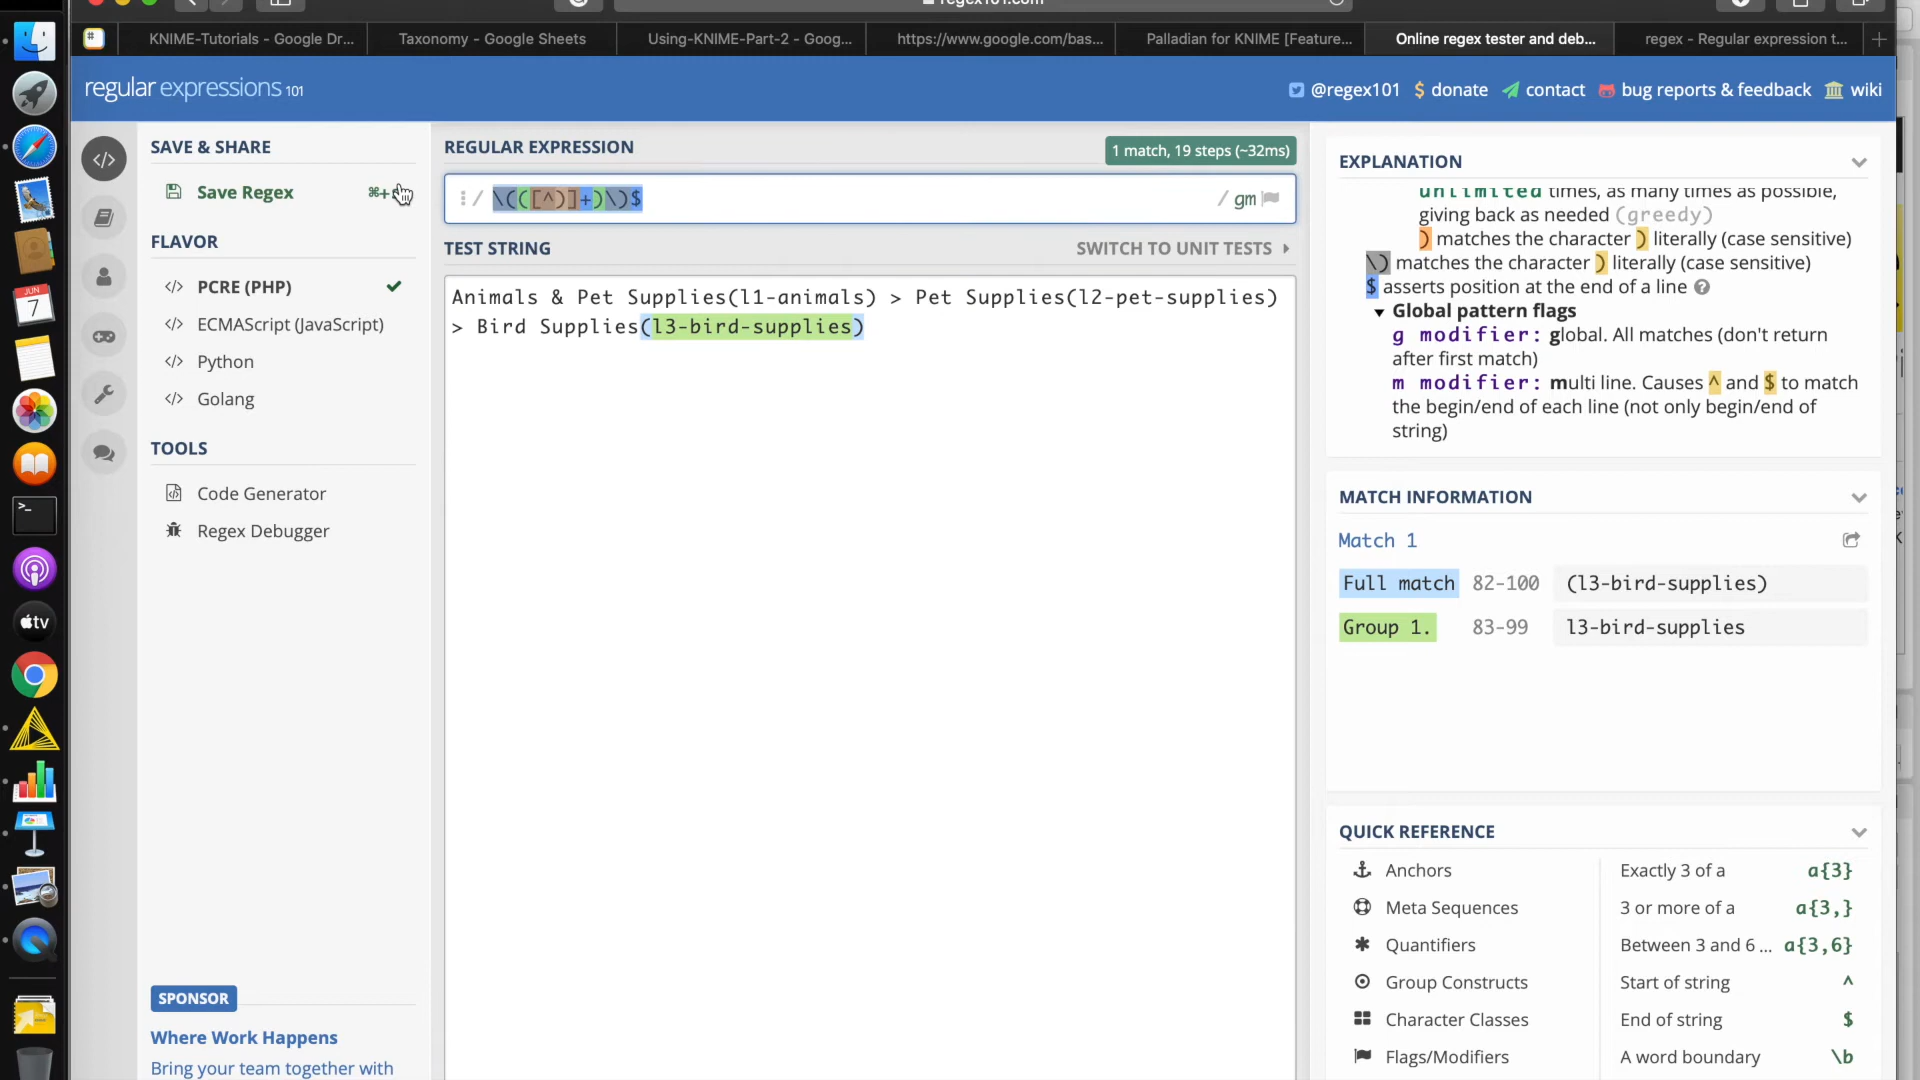 regex101.com
KNIME-Tutorials - Google Dr...
Taxonomy - Google Sheets
Using-KNIME-Part-2 - Goog...
https://www.google.com/bas...
Palladian for KNIME [Feature...
Online regex tester and deb...
regex - Regular expression t...
regular expressions 101
@regex101
$ donate
contact
bug reports & feedback
wiki
SAVE & SHARE
Save Regex
⌘+
FLAVOR
</> PCRE (PHP)
</> ECMAScript (JavaScript)
</> Python
</> Golang
TOOLS
Code Generator
Regex Debugger
SPONSOR
Where Work Happens
Bring your team together with
REGULAR EXPRESSION
1 match, 19 steps (~32ms)
/ \(([^)]+)\)$ / gm
TEST STRING
SWITCH TO UNIT TESTS
Animals & Pet Supplies(l1-animals) > Pet Supplies(l2-pet-supplies)
> Bird Supplies(l3-bird-supplies)
EXPLANATION
unlimited times, as many times as possible,
giving back as needed (greedy)
) matches the character ) literally (case sensitive)
\) matches the character ) literally (case sensitive)
$ asserts position at the end of a line
Global pattern flags
g modifier: global. All matches (don't return
after first match)
m modifier: multi line. Causes ^ and $ to match
the begin/end of each line (not only begin/end of
string)
MATCH INFORMATION
Match 1
Full match 82-100 (l3-bird-supplies)
Group 1. 83-99 l3-bird-supplies
QUICK REFERENCE
Anchors
Meta Sequences
Quantifiers
Group Constructs
Character Classes
Flags/Modifiers
Exactly 3 of a a{3}
3 or more of a a{3,}
Between 3 and 6 ... a{3,6}
Start of string ^
End of string $
A word boundary \b
JUN
7
tv